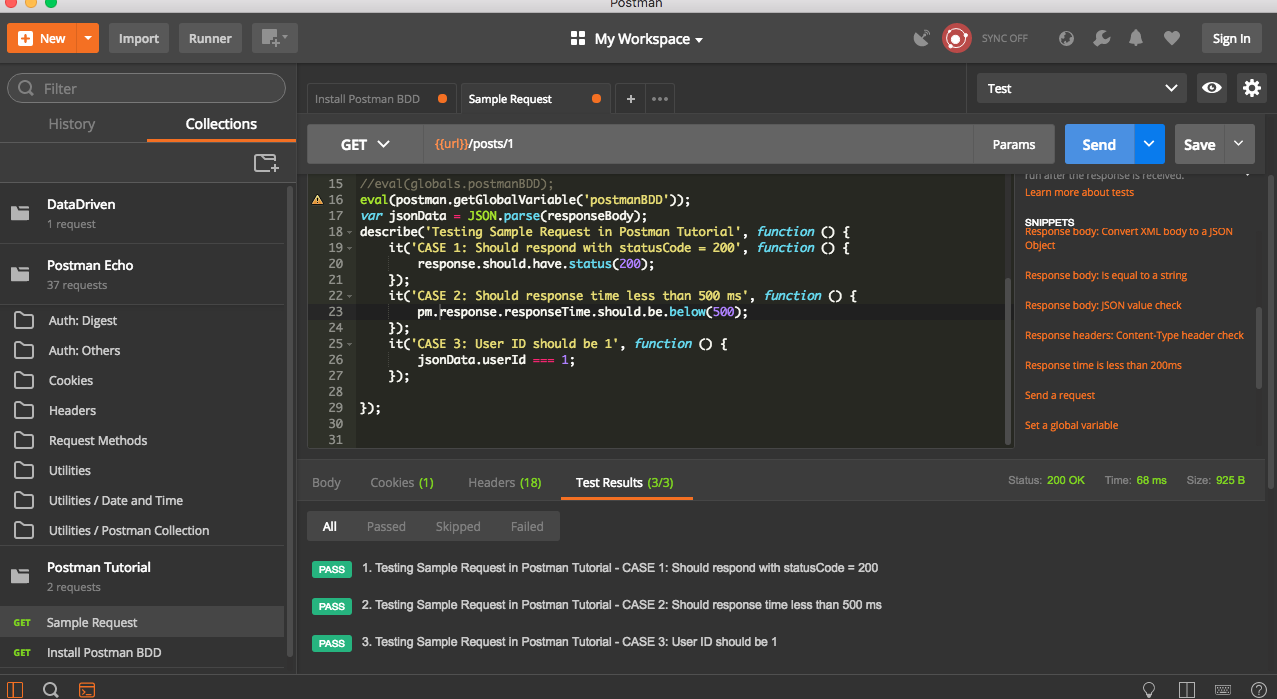 Postman
New
Import
Runner
My Workspace
SYNC OFF
Sign In
Filter
History
Collections
DataDriven
1 request
Postman Echo
37 requests
Auth: Digest
Auth: Others
Cookies
Headers
Request Methods
Utilities
Utilities / Date and Time
Utilities / Postman Collection
Postman Tutorial
2 requests
GET Sample Request
GET Install Postman BDD
Install Postman BDD
Sample Request
+
•••
Test
GET
{{url}}/posts/1
Params
Send
Save
15 //eval(globals.postmanBDD);
16 eval(postman.getGlobalVariable('postmanBDD'));
17 var jsonData = JSON.parse(responseBody);
18 describe('Testing Sample Request in Postman Tutorial', function () {
19 it('CASE 1: Should respond with statusCode = 200', function () {
20 response.should.have.status(200);
21 });
22 it('CASE 2: Should response time less than 500 ms', function () {
23 pm.response.responseTime.should.be.below(500);
24 });
25 it('CASE 3: User ID should be 1', function () {
26 jsonData.userId === 1;
27 });
28
29 });
30
31
run after the response is received.
Learn more about tests
SNIPPETS
Response body: Convert XML body to a JSON
Object
Response body: Is equal to a string
Response body: JSON value check
Response headers: Content-Type header check
Response time is less than 200ms
Send a request
Set a global variable
Body
Cookies (1)
Headers (18)
Test Results (3/3)
Status: 200 OK
Time: 68 ms
Size: 925 B
All
Passed
Skipped
Failed
PASS 1. Testing Sample Request in Postman Tutorial - CASE 1: Should respond with statusCode = 200
PASS 2. Testing Sample Request in Postman Tutorial - CASE 2: Should response time less than 500 ms
PASS 3. Testing Sample Request in Postman Tutorial - CASE 3: User ID should be 1